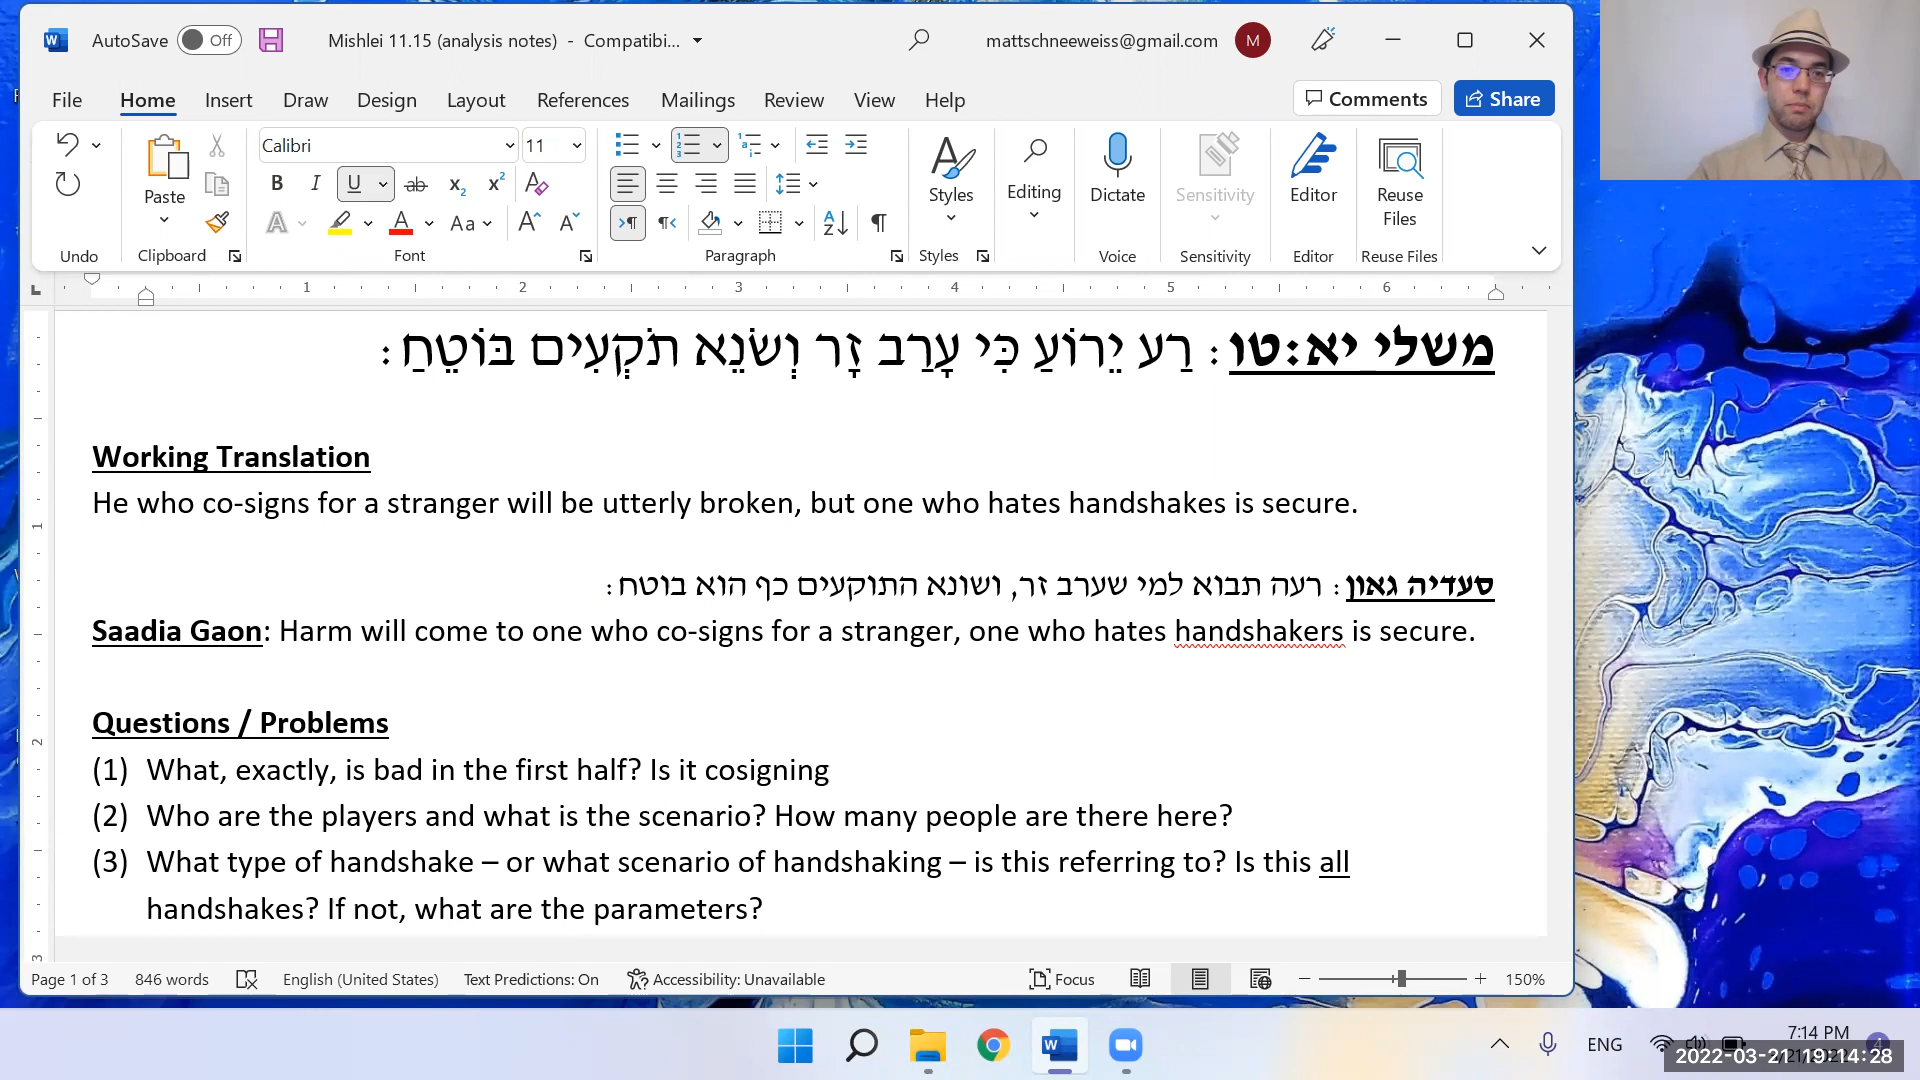 AutoSave Off Mishlei 11.15 (analysis notes) - Compatibi... mattschneeweiss@gmail.com M
File Home Insert Draw Design Layout References Mailings Review View Help Comments Share
Calibri 11
Paste Styles Editing Dictate Sensitivity Editor Reuse Files
Undo Clipboard Font Paragraph Styles Voice Sensitivity Editor Reuse Files
1 2 3 4 5 6
משלי יא:טו: רַע יֵרוֹעַ כִּי עָרַב זָר וְשֹׂנֵא תֹקְעִים בּוֹטֵחַ:
Working Translation
He who co-signs for a stranger will be utterly broken, but one who hates handshakes is secure.
סעדיה גאון: רעה תבוא למי שערב זר, ושונא התוקעים כף הוא בוטח:
Saadia Gaon: Harm will come to one who co-signs for a stranger, one who hates handshakers is secure.
Questions / Problems
(1) What, exactly, is bad in the first half? Is it cosigning
(2) Who are the players and what is the scenario? How many people are there here?
(3) What type of handshake – or what scenario of handshaking – is this referring to? Is this all
handshakes? If not, what are the parameters?
Page 1 of 3 846 words English (United States) Text Predictions: On Accessibility: Unavailable Focus 150%
ENG 7:14 PM
2022-03-21 19:14:28